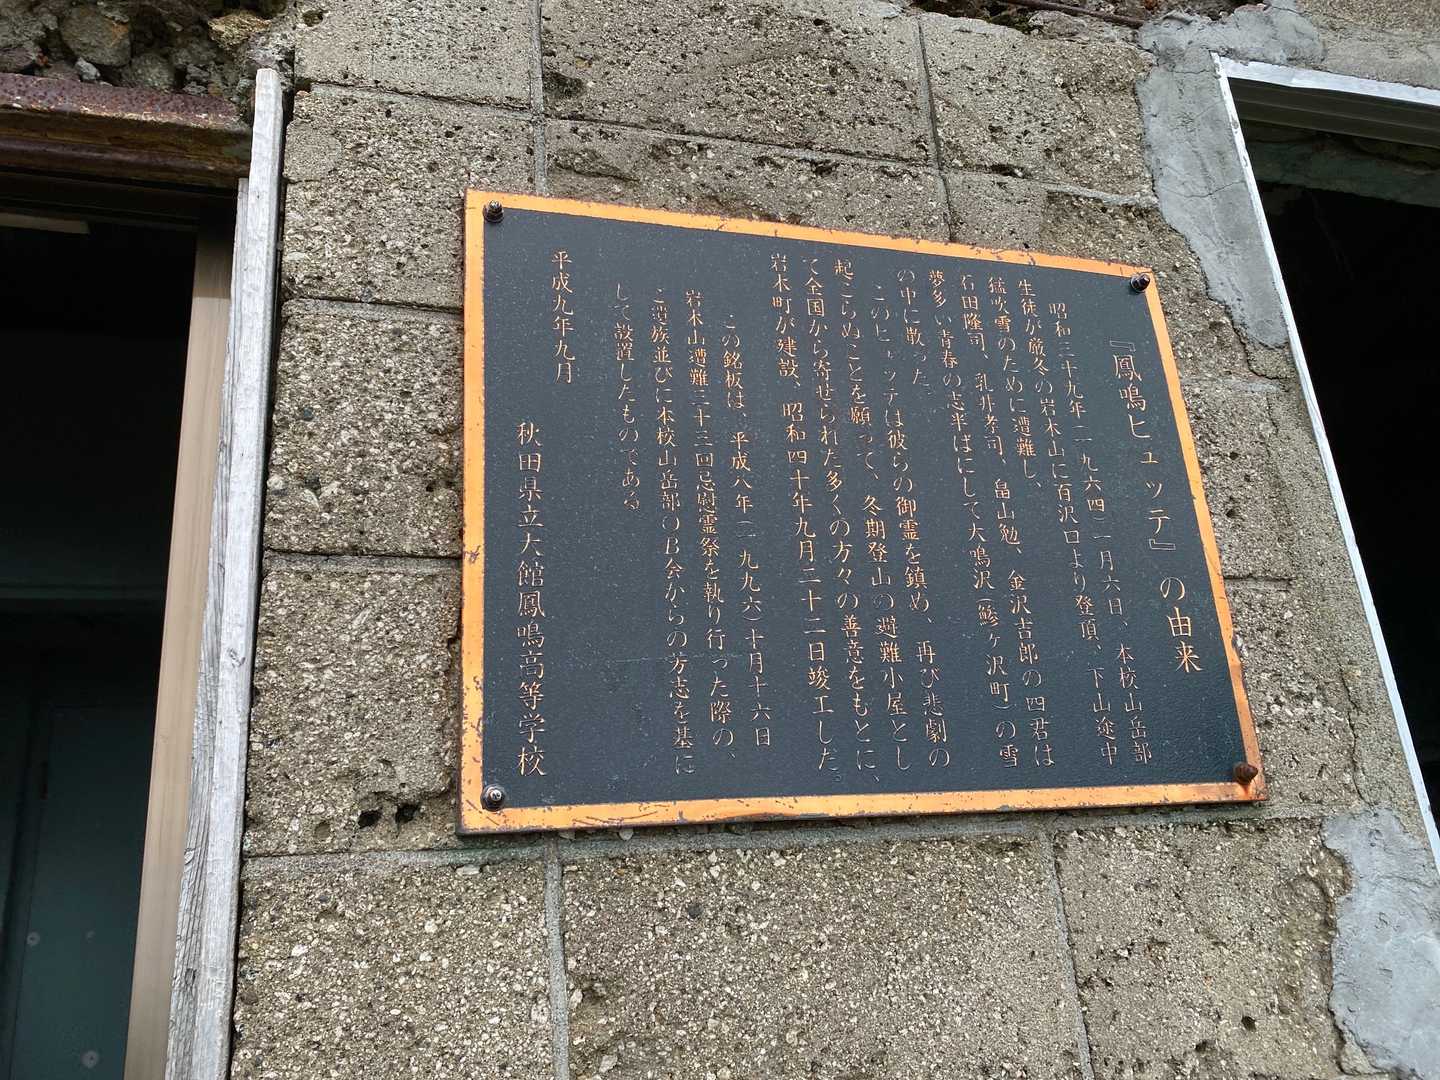 『鳳鳴ヒュッテ』の由来
昭和三十九年(一九六四)一月六日、本校山岳部
生徒が厳冬の岩木山に百沢口より登頂、下山途中
猛吹雪のために遭難し、
石田隆司、乳井孝司、畠山勉、金沢吉郎の四君は
夢多い青春の志半ばにして大鳴沢(鯵ヶ沢町)の雪
の中に散った。
このヒュッテは彼らの御霊を鎮め、再び悲劇の
起こらぬことを願って、冬期登山の避難小屋とし
て全国から寄せられた多くの方々の善意をもとに、
岩木町が建設、昭和四十年九月二十二日竣工した。
この銘板は、平成八年(一九九六)十月十六日
岩木山遭難三十三回忌慰霊祭を執り行った際の、
ご遺族並びに本校山岳部OB会からの芳志を基に
して設置したものである
平成九年九月
秋田県立大館鳳鳴高等学校